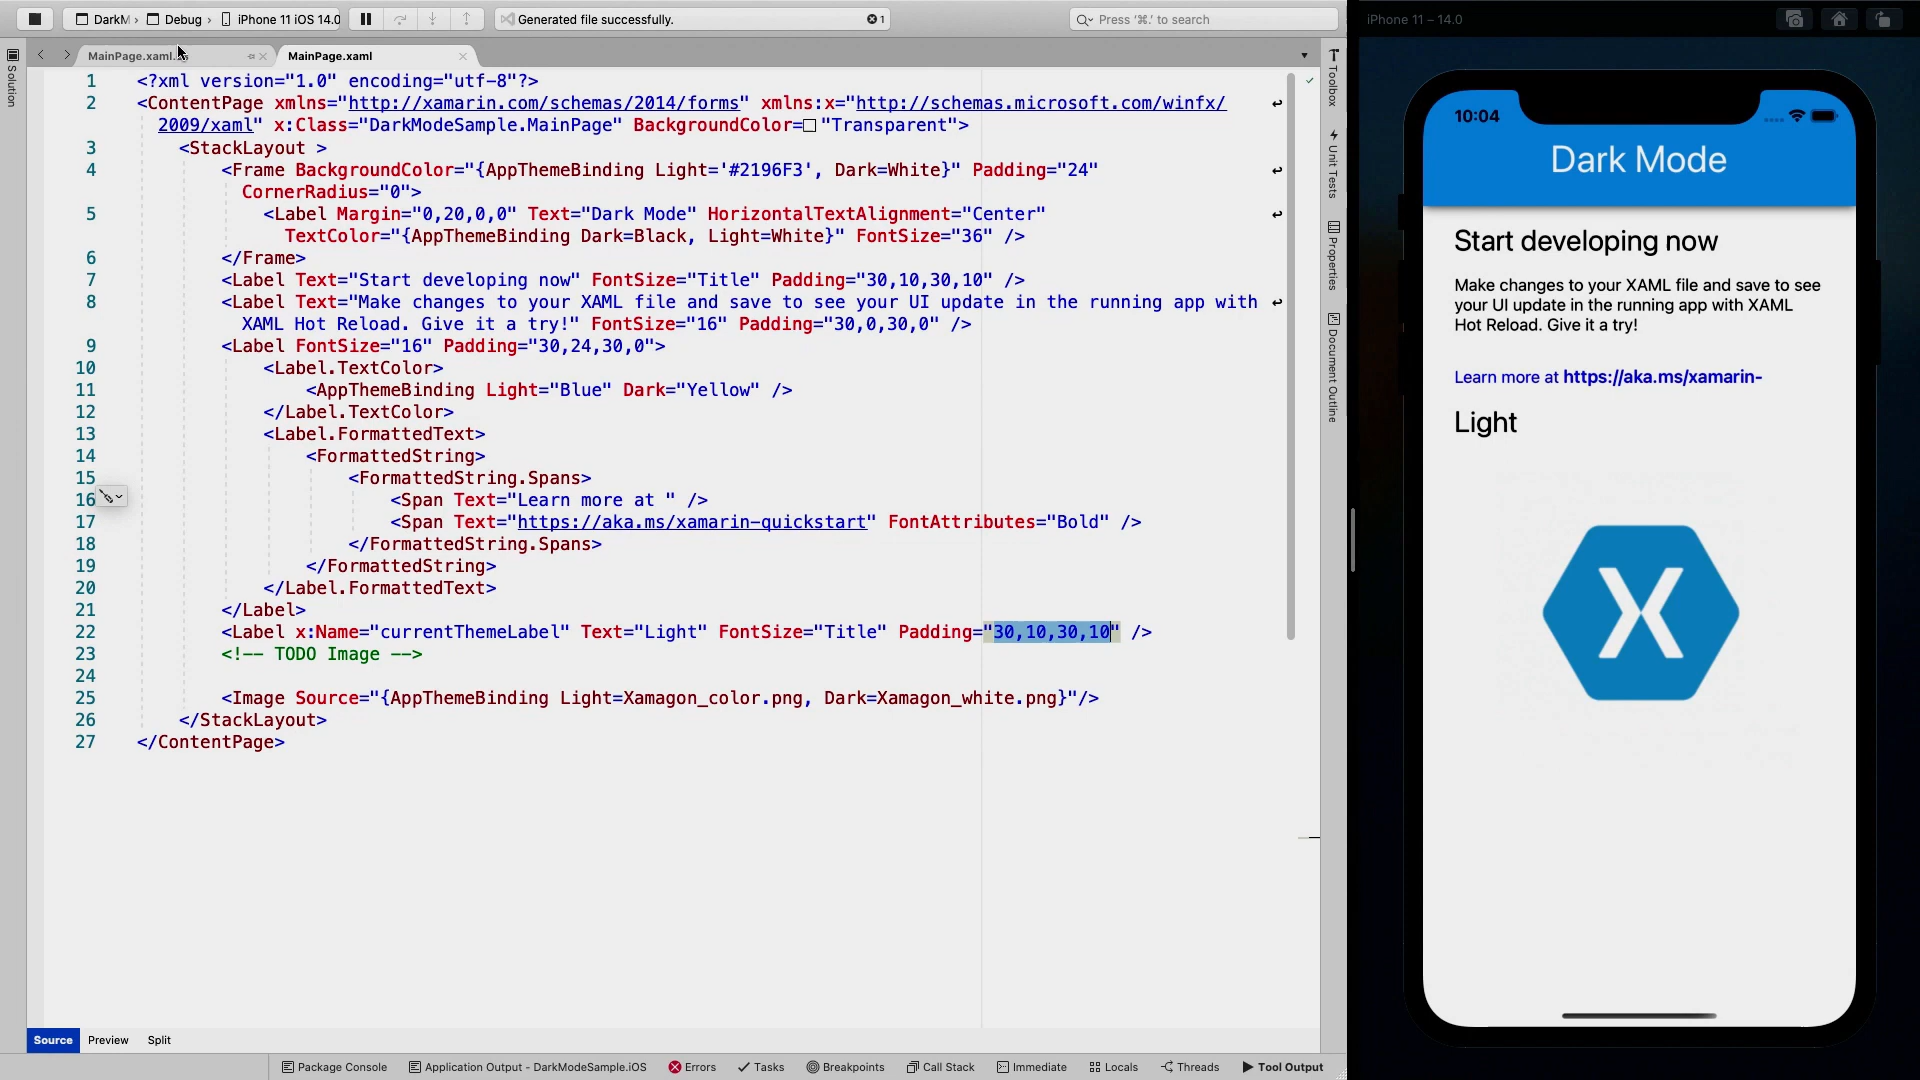 DarkM › Debug › iPhone 11 iOS 14.0
Generated file successfully.
1
Press '⌘.' to search
iPhone 11 – 14.0
Solution
MainPage.xaml
MainPage.xaml
1 <?xml version="1.0" encoding="utf-8"?>
2 <ContentPage xmlns="http://xamarin.com/schemas/2014/forms" xmlns:x="http://schemas.microsoft.com/winfx/
2009/xaml" x:Class="DarkModeSample.MainPage" BackgroundColor="Transparent">
3 <StackLayout >
4 <Frame BackgroundColor="{AppThemeBinding Light='#2196F3', Dark=White}" Padding="24"
CornerRadius="0">
5 <Label Margin="0,20,0,0" Text="Dark Mode" HorizontalTextAlignment="Center"
TextColor="{AppThemeBinding Dark=Black, Light=White}" FontSize="36" />
6 </Frame>
7 <Label Text="Start developing now" FontSize="Title" Padding="30,10,30,10" />
8 <Label Text="Make changes to your XAML file and save to see your UI update in the running app with
XAML Hot Reload. Give it a try!" FontSize="16" Padding="30,0,30,0" />
9 <Label FontSize="16" Padding="30,24,30,0">
10 <Label.TextColor>
11 <AppThemeBinding Light="Blue" Dark="Yellow" />
12 </Label.TextColor>
13 <Label.FormattedText>
14 <FormattedString>
15 <FormattedString.Spans>
16 <Span Text="Learn more at " />
17 <Span Text="https://aka.ms/xamarin-quickstart" FontAttributes="Bold" />
18 </FormattedString.Spans>
19 </FormattedString>
20 </Label.FormattedText>
21 </Label>
22 <Label x:Name="currentThemeLabel" Text="Light" FontSize="Title" Padding="30,10,30,10" />
23 <!-- TODO Image -->
24
25 <Image Source="{AppThemeBinding Light=Xamagon_color.png, Dark=Xamagon_white.png}"/>
26 </StackLayout>
27 </ContentPage>
Toolbox
Unit Tests
Properties
Document Outline
10:04
Dark Mode
Start developing now
Make changes to your XAML file and save to see
your UI update in the running app with XAML
Hot Reload. Give it a try!
Learn more at https://aka.ms/xamarin-
Light
X
Source Preview Split
Package Console Application Output - DarkModeSample.iOS Errors Tasks Breakpoints Call Stack Immediate Locals Threads Tool Output